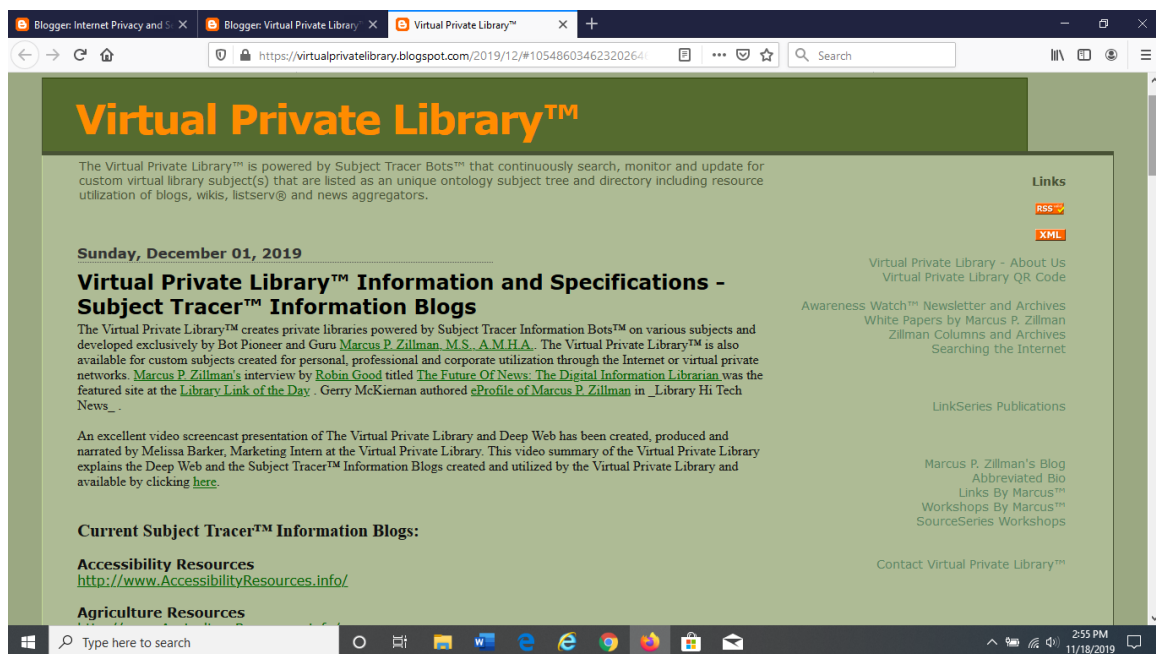 Blogger: Internet Privacy and S
Blogger: Virtual Private Library™
Virtual Private Library™
https://virtualprivatelibrary.blogspot.com/2019/12/#10548603462320264
Search
Virtual Private Library™
The Virtual Private Library™ is powered by Subject Tracer Bots™ that continuously search, monitor and update for
custom virtual library subject(s) that are listed as an unique ontology subject tree and directory including resource
utilization of blogs, wikis, listserv® and news aggregators.
Sunday, December 01, 2019
Virtual Private Library™ Information and Specifications -
Subject Tracer™ Information Blogs
The Virtual Private Library™ creates private libraries powered by Subject Tracer Information Bots™ on various subjects and
developed exclusively by Bot Pioneer and Guru Marcus P. Zillman, M.S., A.M.H.A.. The Virtual Private Library™ is also
available for custom subjects created for personal, professional and corporate utilization through the Internet or virtual private
networks. Marcus P. Zillman's interview by Robin Good titled The Future Of News: The Digital Information Librarian was the
featured site at the Library Link of the Day . Gerry McKiernan authored eProfile of Marcus P. Zillman in _Library Hi Tech
News_ .
An excellent video screencast presentation of The Virtual Private Library and Deep Web has been created, produced and
narrated by Melissa Barker, Marketing Intern at the Virtual Private Library. This video summary of the Virtual Private Library
explains the Deep Web and the Subject Tracer™ Information Blogs created and utilized by the Virtual Private Library and
available by clicking here.
Current Subject Tracer™ Information Blogs:
Accessibility Resources
http://www.AccessibilityResources.info/
Agriculture Resources
Links
RSS
XML
Virtual Private Library - About Us
Virtual Private Library QR Code
Awareness Watch™ Newsletter and Archives
White Papers by Marcus P. Zillman
Zillman Columns and Archives
Searching the Internet
LinkSeries Publications
Marcus P. Zillman's Blog
Abbreviated Bio
Links By Marcus™
Workshops By Marcus™
SourceSeries Workshops
Contact Virtual Private Library™
Type here to search
2:55 PM
11/18/2019